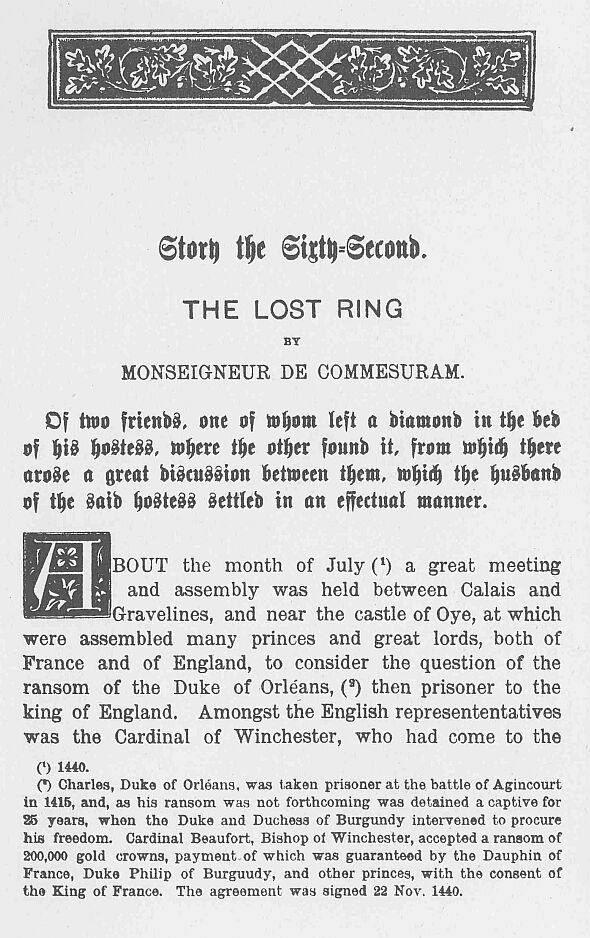 Story the Sixty-Second.
THE LOST RING
BY
MONSEIGNEUR DE COMMESURAM.
Of two friends, one of whom left a diamond in the bed
of his hostess, where the other found it, from which there
arose a great discussion between them, which the husband
of the said hostess settled in an effectual manner.
ABOUT the month of July (¹) a great meeting
and assembly was held between Calais and
Gravelines, and near the castle of Oye, at which
were assembled many princes and great lords, both of
France and of England, to consider the question of the
ransom of the Duke of Orléans, (²) then prisoner to the
king of England. Amongst the English represententatives
was the Cardinal of Winchester, who had come to the
(¹) 1440.
(²) Charles, Duke of Orléans, was taken prisoner at the battle of Agincourt
in 1415, and, as his ransom was not forthcoming was detained a captive for
25 years, when the Duke and Duchess of Burgundy intervened to procure
his freedom. Cardinal Beaufort, Bishop of Winchester, accepted a ransom of
200,000 gold crowns, payment of which was guaranteed by the Dauphin of
France, Duke Philip of Burguudy, and other princes, with the consent of
the King of France. The agreement was signed 22 Nov. 1440.